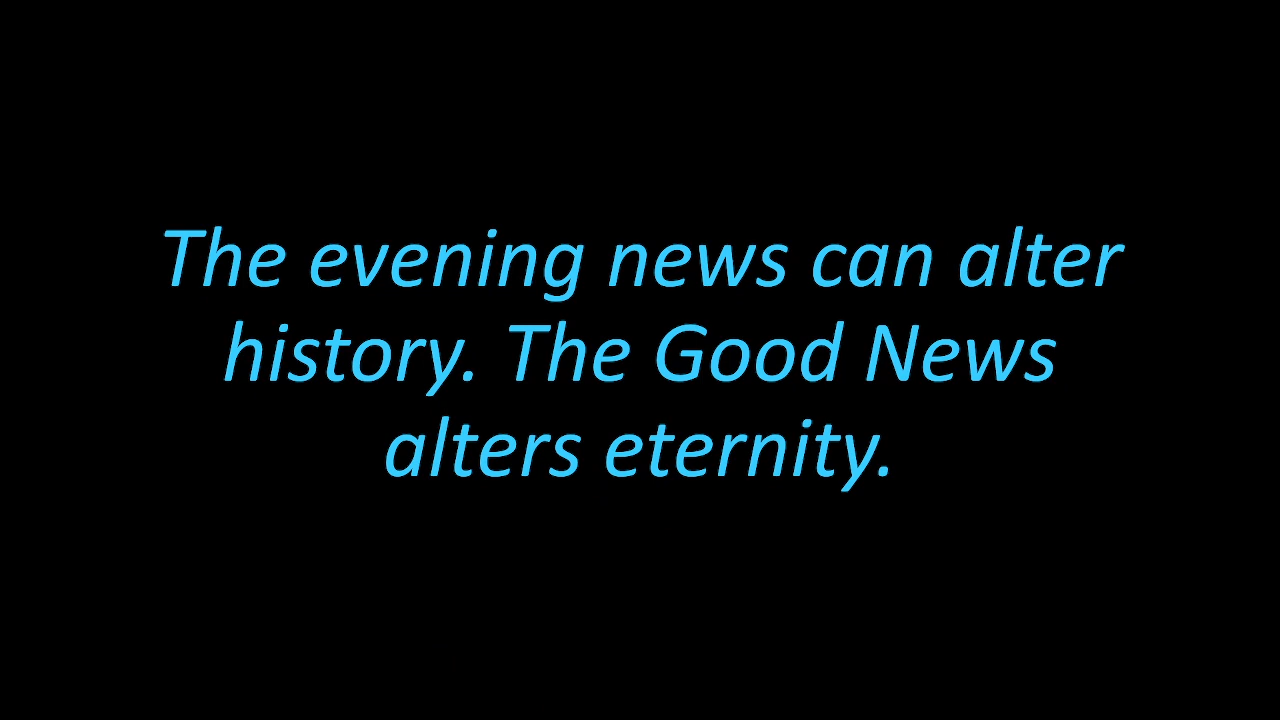 The evening news can alter
history. The Good News
alters eternity.